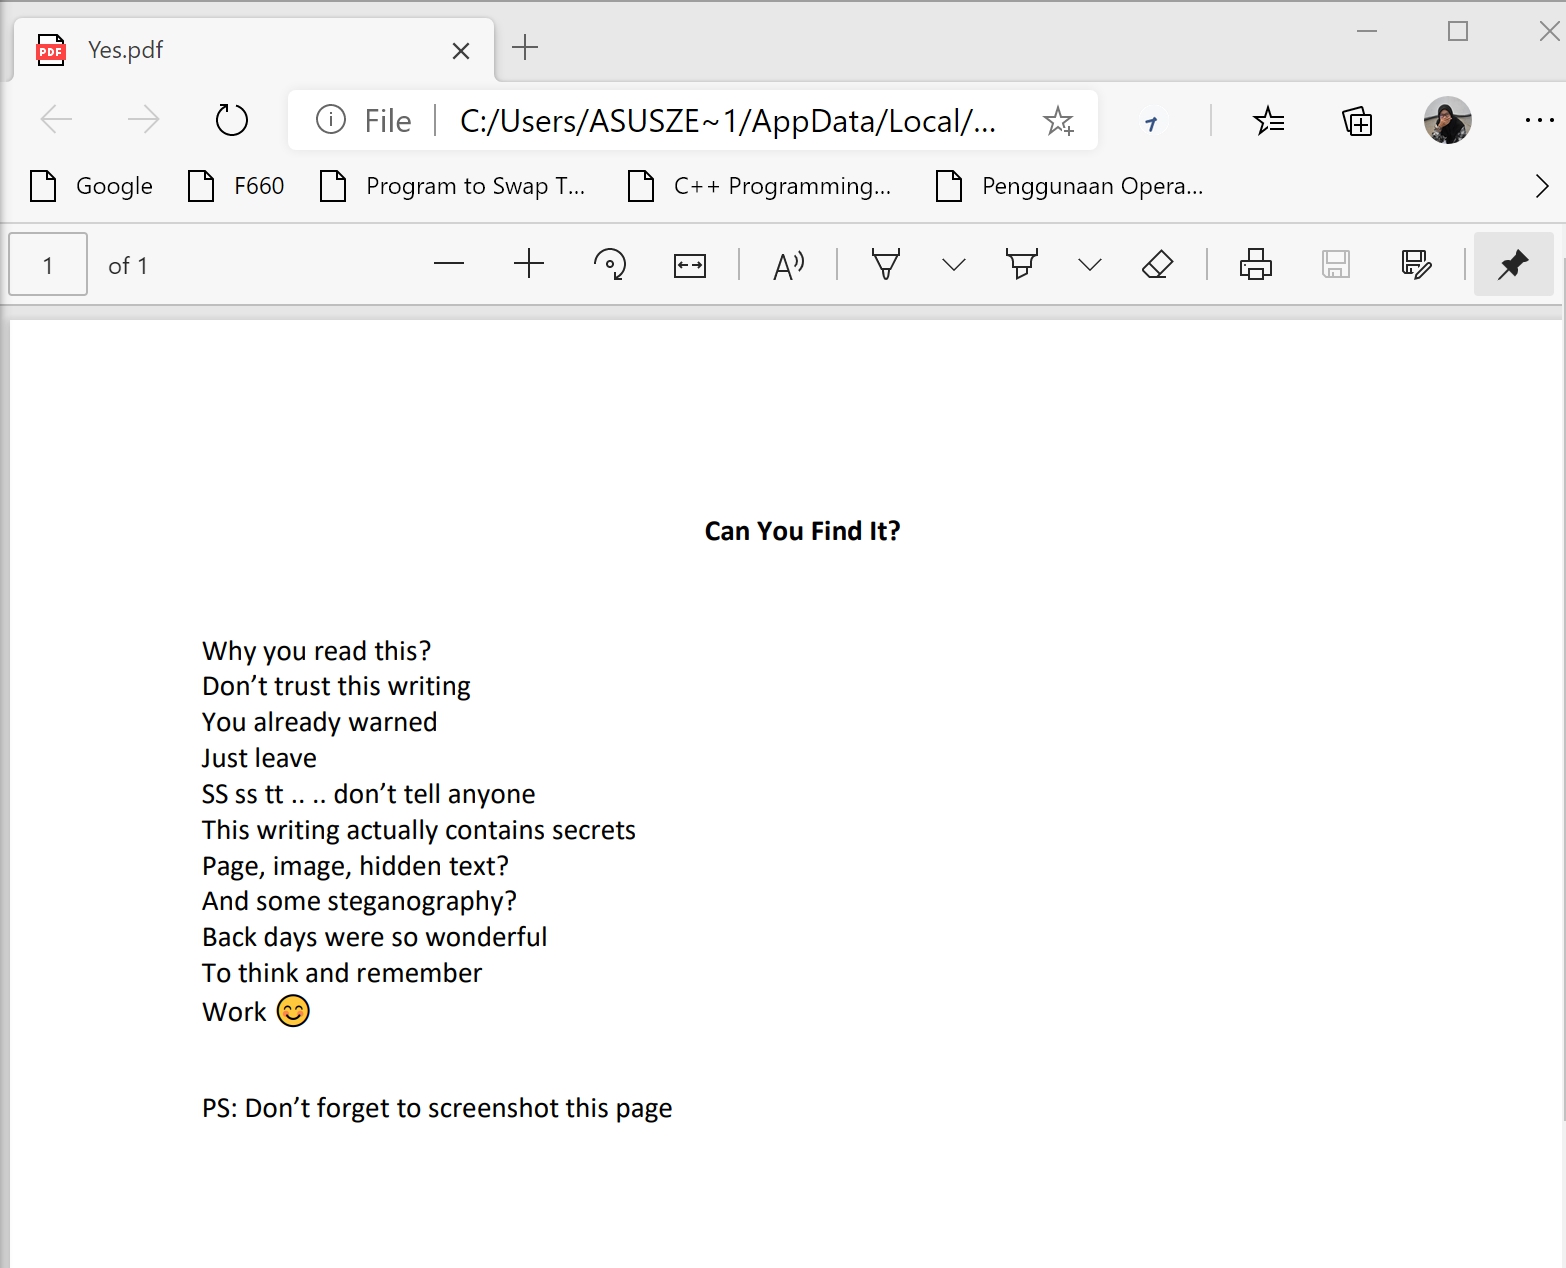 PDF Yes.pdf
File C:/Users/ASUSZE~1/AppData/Local/...
Google F660 Program to Swap T... C++ Programming... Penggunaan Opera...
1 of 1
Can You Find It?
Why you read this?
Don’t trust this writing
You already warned
Just leave
SS ss tt .. .. don’t tell anyone
This writing actually contains secrets
Page, image, hidden text?
And some steganography?
Back days were so wonderful
To think and remember
Work 😊
PS: Don’t forget to screenshot this page